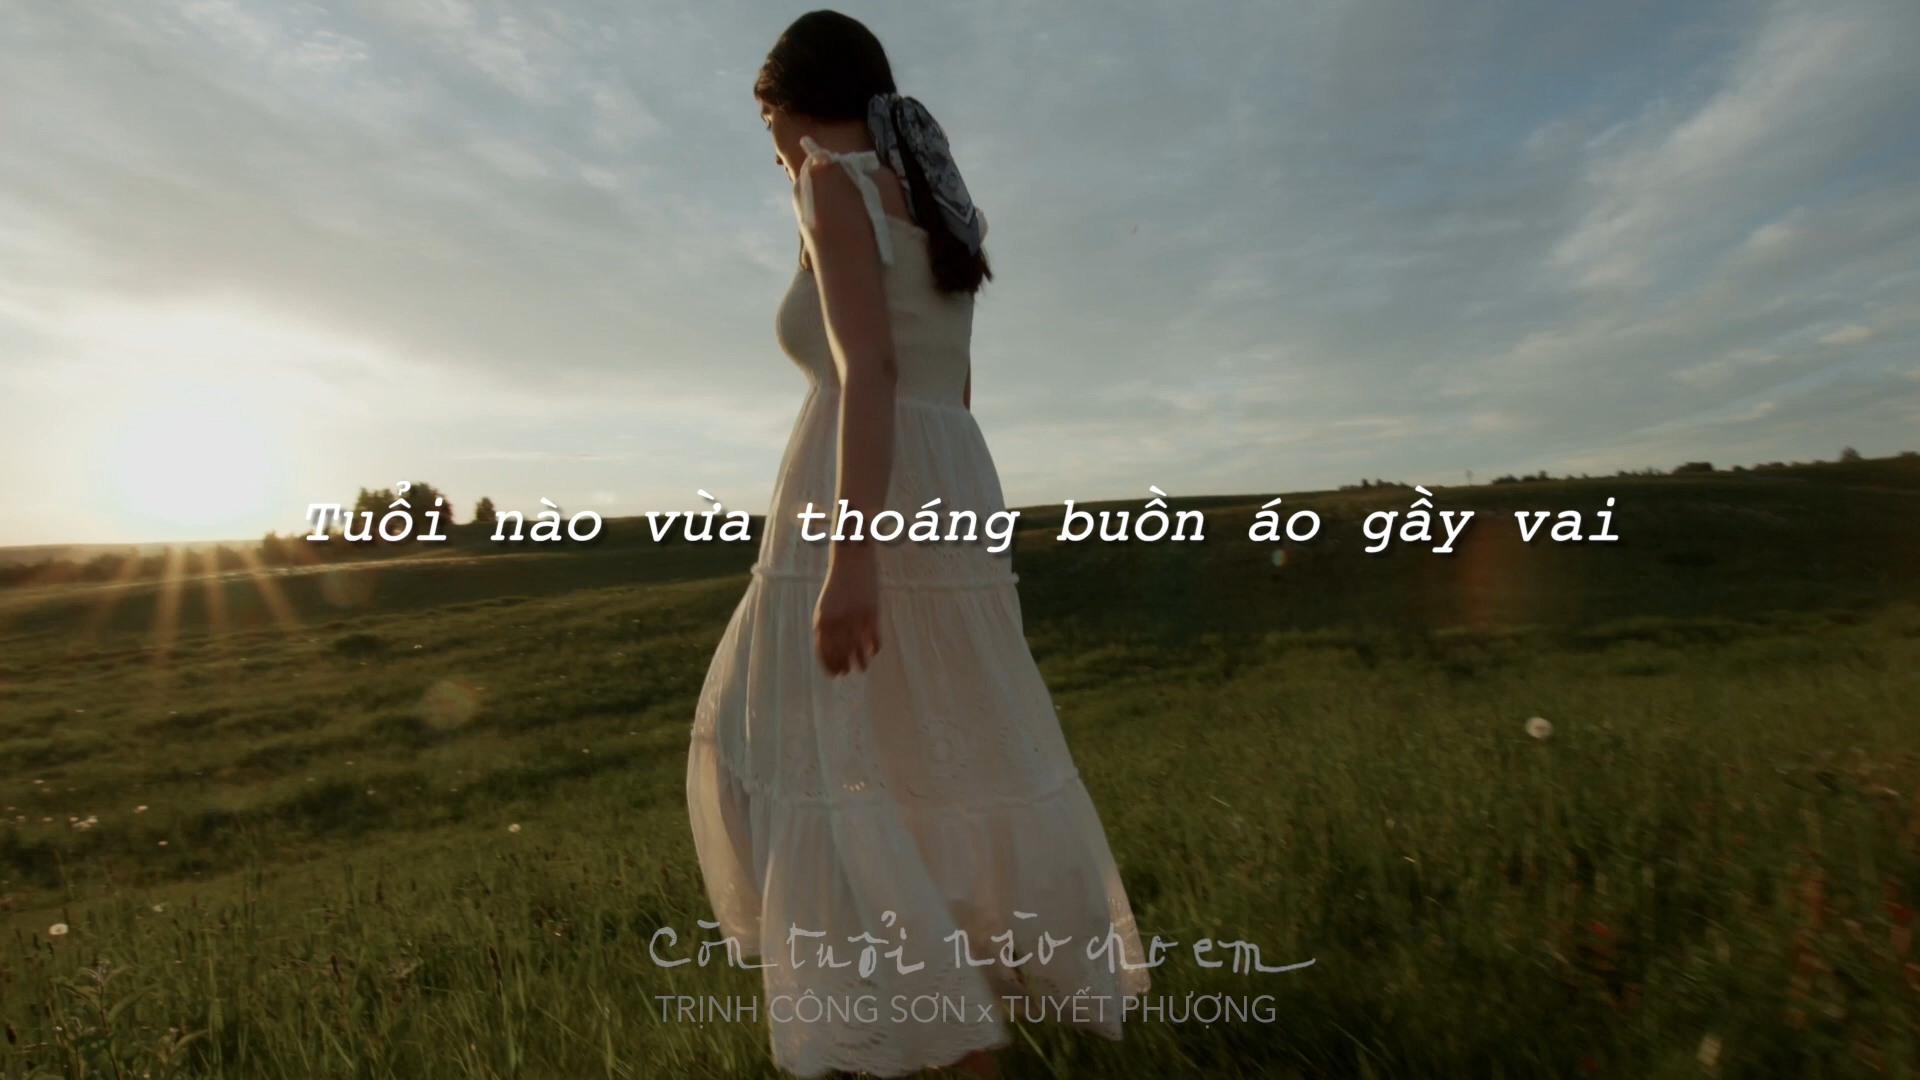 Tuổi nào vừa thoáng buồn áo gầy vai
Còn tuổi nào cho em
TRỊNH CÔNG SƠN x TUYẾT PHƯỢNG